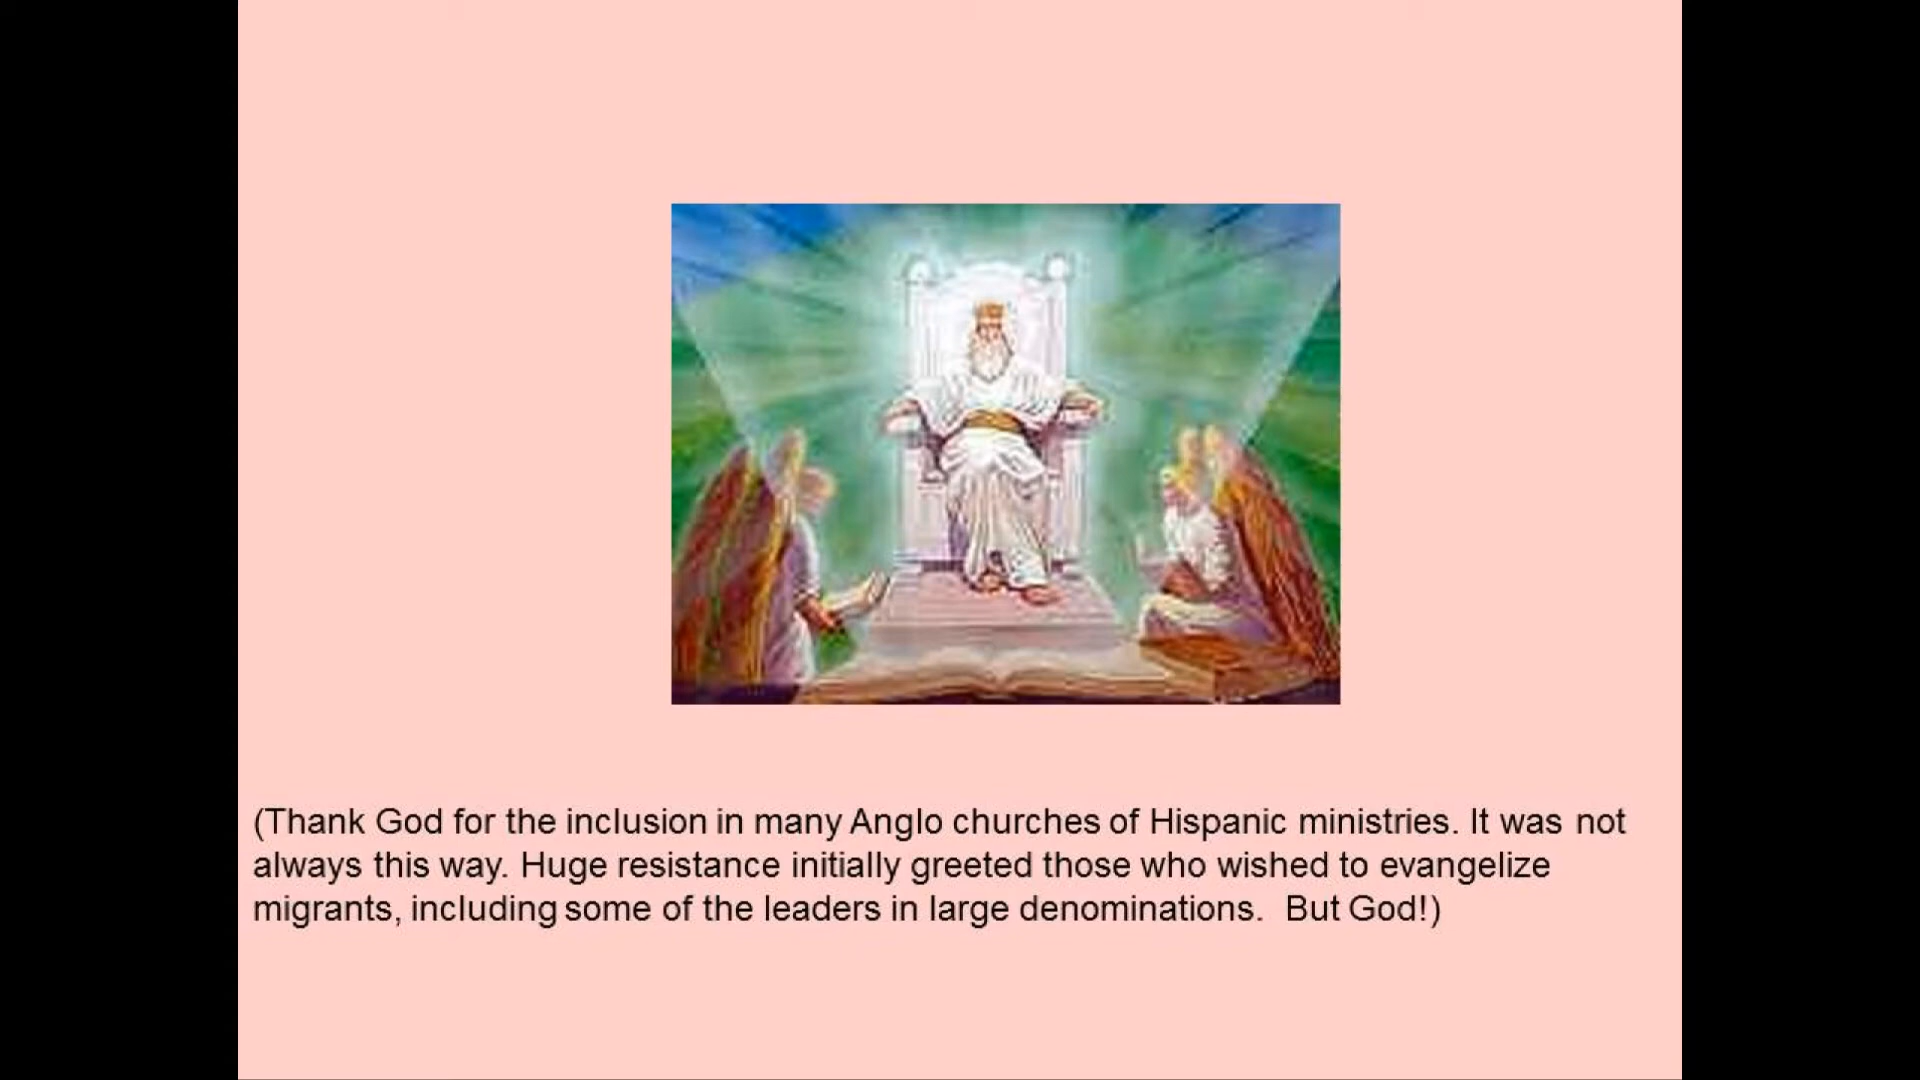 (Thank God for the inclusion in many Anglo churches of Hispanic ministries. It was not
always this way. Huge resistance initially greeted those who wished to evangelize
migrants, including some of the leaders in large denominations.  But God!)